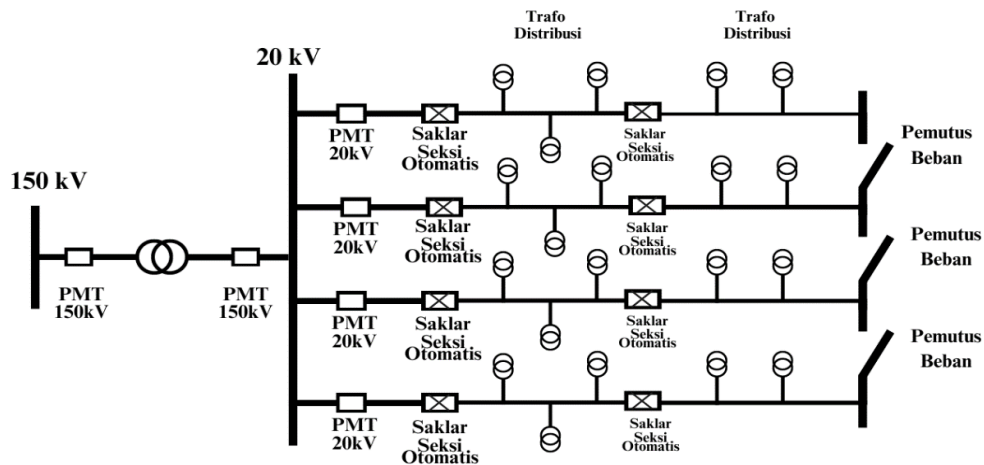 Trafo
Distribusi
Trafo
Distribusi
20 kV
PMT
20kV
Saklar
Seksi
Otomatis
Saklar
Seksi
Otomatis
Pemutus
Beban
150 kV
PMT
150kV
PMT
150kV
PMT
20kV
Saklar
Seksi
Otomatis
Saklar
Seksi
Otomatis
Pemutus
Beban
PMT
20kV
Saklar
Seksi
Otomatis
Saklar
Seksi
Otomatis
Pemutus
Beban
PMT
20kV
Saklar
Seksi
Otomatis
Saklar
Seksi
Otomatis